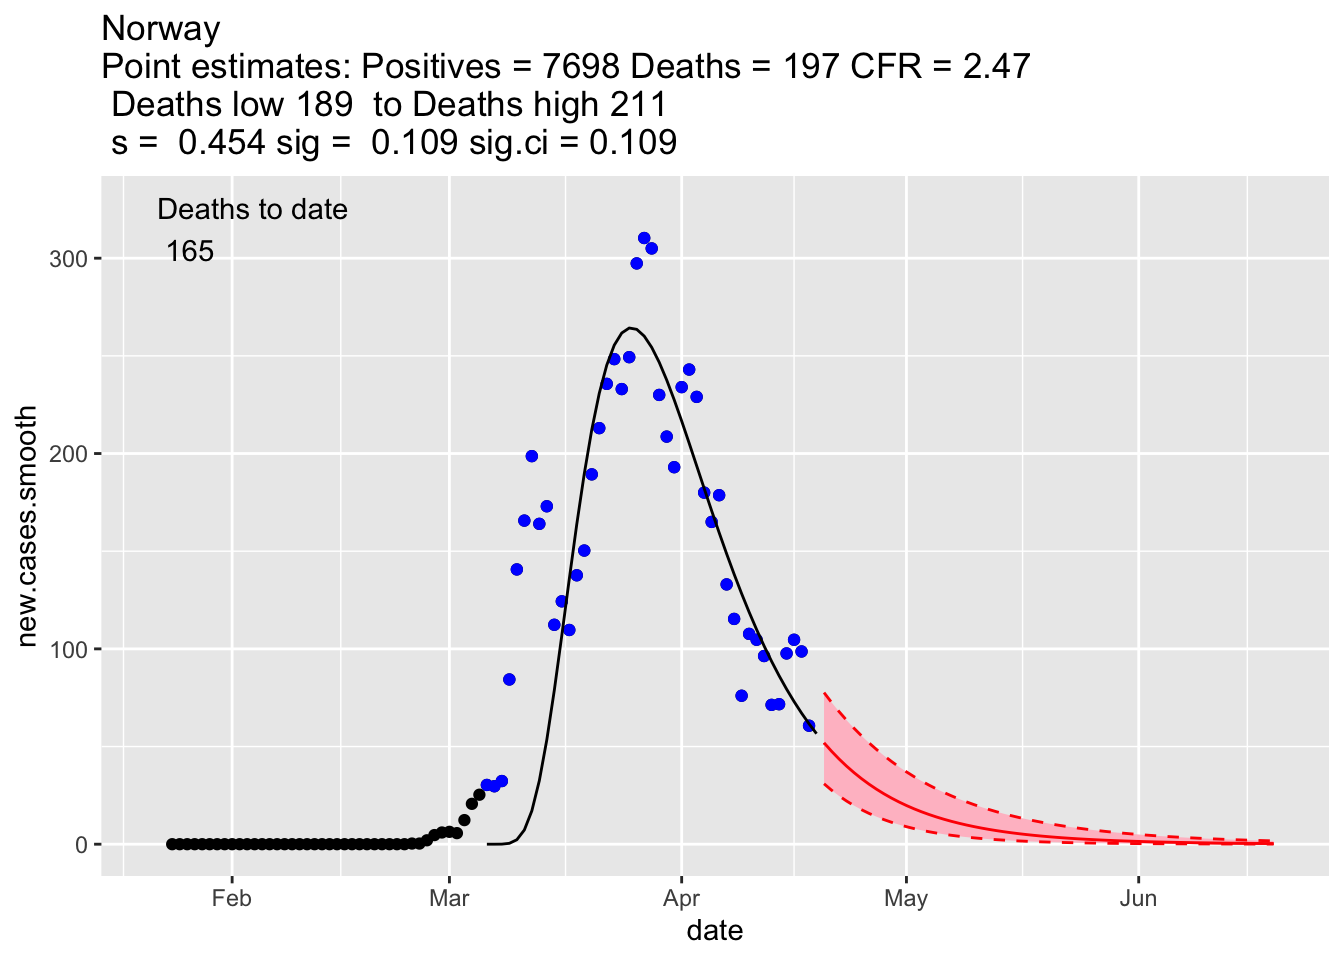 Norway
Point estimates: Positives = 7698 Deaths = 197 CFR = 2.47
Deaths low 189  to Deaths high 211
s =  0.454 sig =  0.109 sig.ci = 0.109
Deaths to date
165
300
200
100
0
new.cases.smooth
Feb
Mar
Apr
May
Jun
date